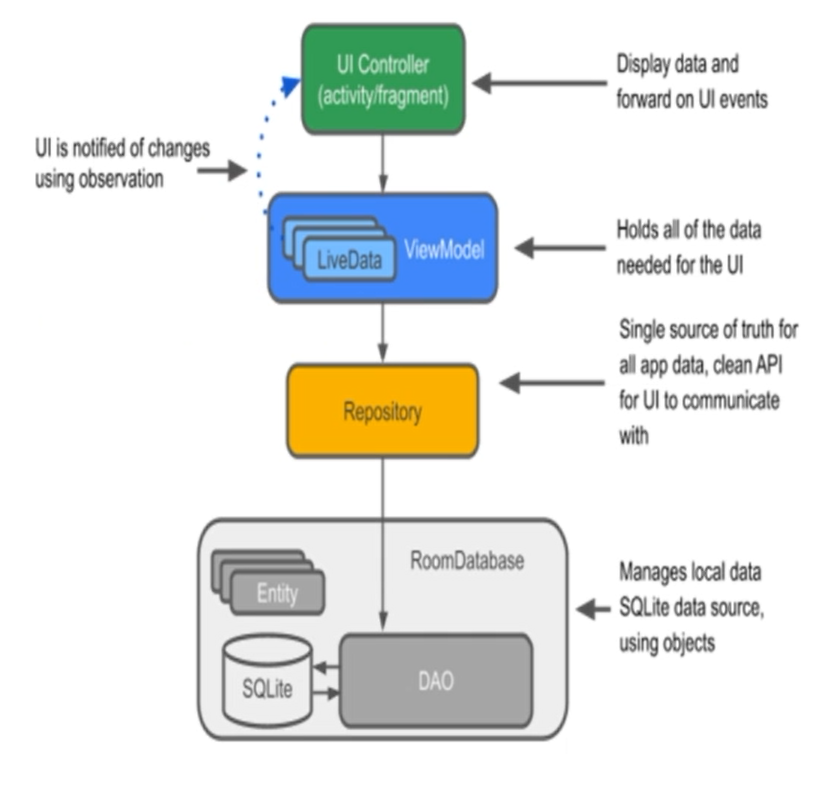 UI Controller
(activity/fragment)
Display data and
forward on UI events
UI is notified of changes
using observation
LiveData
ViewModel
Holds all of the data
needed for the UI
Single source of truth for
all app data, clean API
for UI to communicate
with
Repository
RoomDatabase
Entity
Manages local data
SQLite data source,
using objects
SQLite
DAO